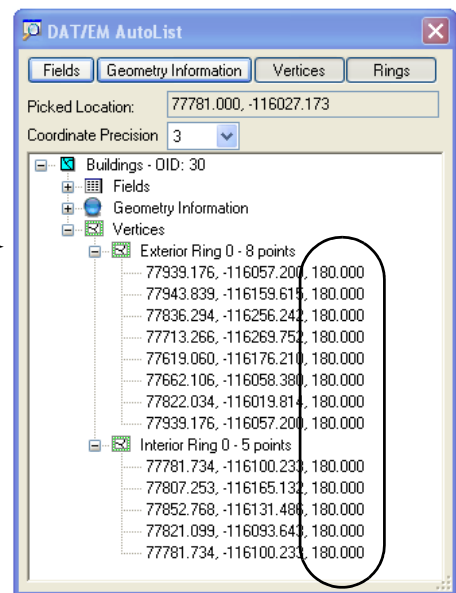 DAT/EM AutoList
Fields Geometry Information Vertices Rings
Picked Location: 77781.000, -116027.173
Coordinate Precision 3
Buildings - OID: 30
Fields
Geometry Information
Vertices
Exterior Ring 0 - 8 points
77939.176, -116057.200, 180.000
77943.839, -116159.615, 180.000
77836.294, -116256.242, 180.000
77713.266, -116269.752, 180.000
77619.060, -116176.210, 180.000
77662.106, -116058.380, 180.000
77822.034, -116019.814, 180.000
77939.176, -116057.200, 180.000
Interior Ring 0 - 5 points
77781.734, -116100.233, 180.000
77807.253, -116165.132, 180.000
77852.768, -116131.486, 180.000
77821.099, -116093.643, 180.000
77781.734, -116100.233, 180.000